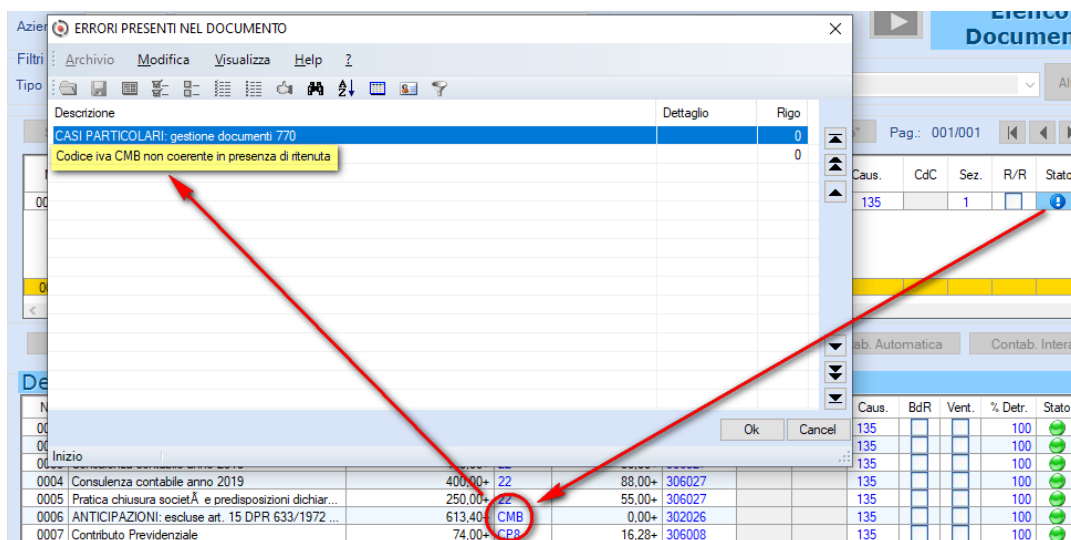 Azien
ERRORI PRESENTI NEL DOCUMENTO
Elenco
Documen
Filtri
Archivio Modifica Visualizza Help ?
Tipo
Descrizione Dettaglio Rigo
CASI PARTICOLARI: gestione documenti 770 0
Codice iva CMB non coerente in presenza di ritenuta 0
Pag.: 001/001
Caus. CdC Sez. R/R Stato
135 1
ab. Automatica Contab. Intera
De
Caus. BdR Vent. % Detr. Stato
Ok Cancel
135 100
135 100
Inizio
135 100
0004 Consulenza contabile anno 2019 400,00+ 22 88,00+ 306027 135 100
0005 Pratica chiusura societÃ e predisposizioni dichiar... 250,00+ 22 55,00+ 306027 135 100
0006 ANTICIPAZIONI: escluse art. 15 DPR 633/1972 ... 613,40+ CMB 0,00+ 302026 135 100
0007 Contributo Previdenziale 74,00+ CP8 16,28+ 306008 135 100